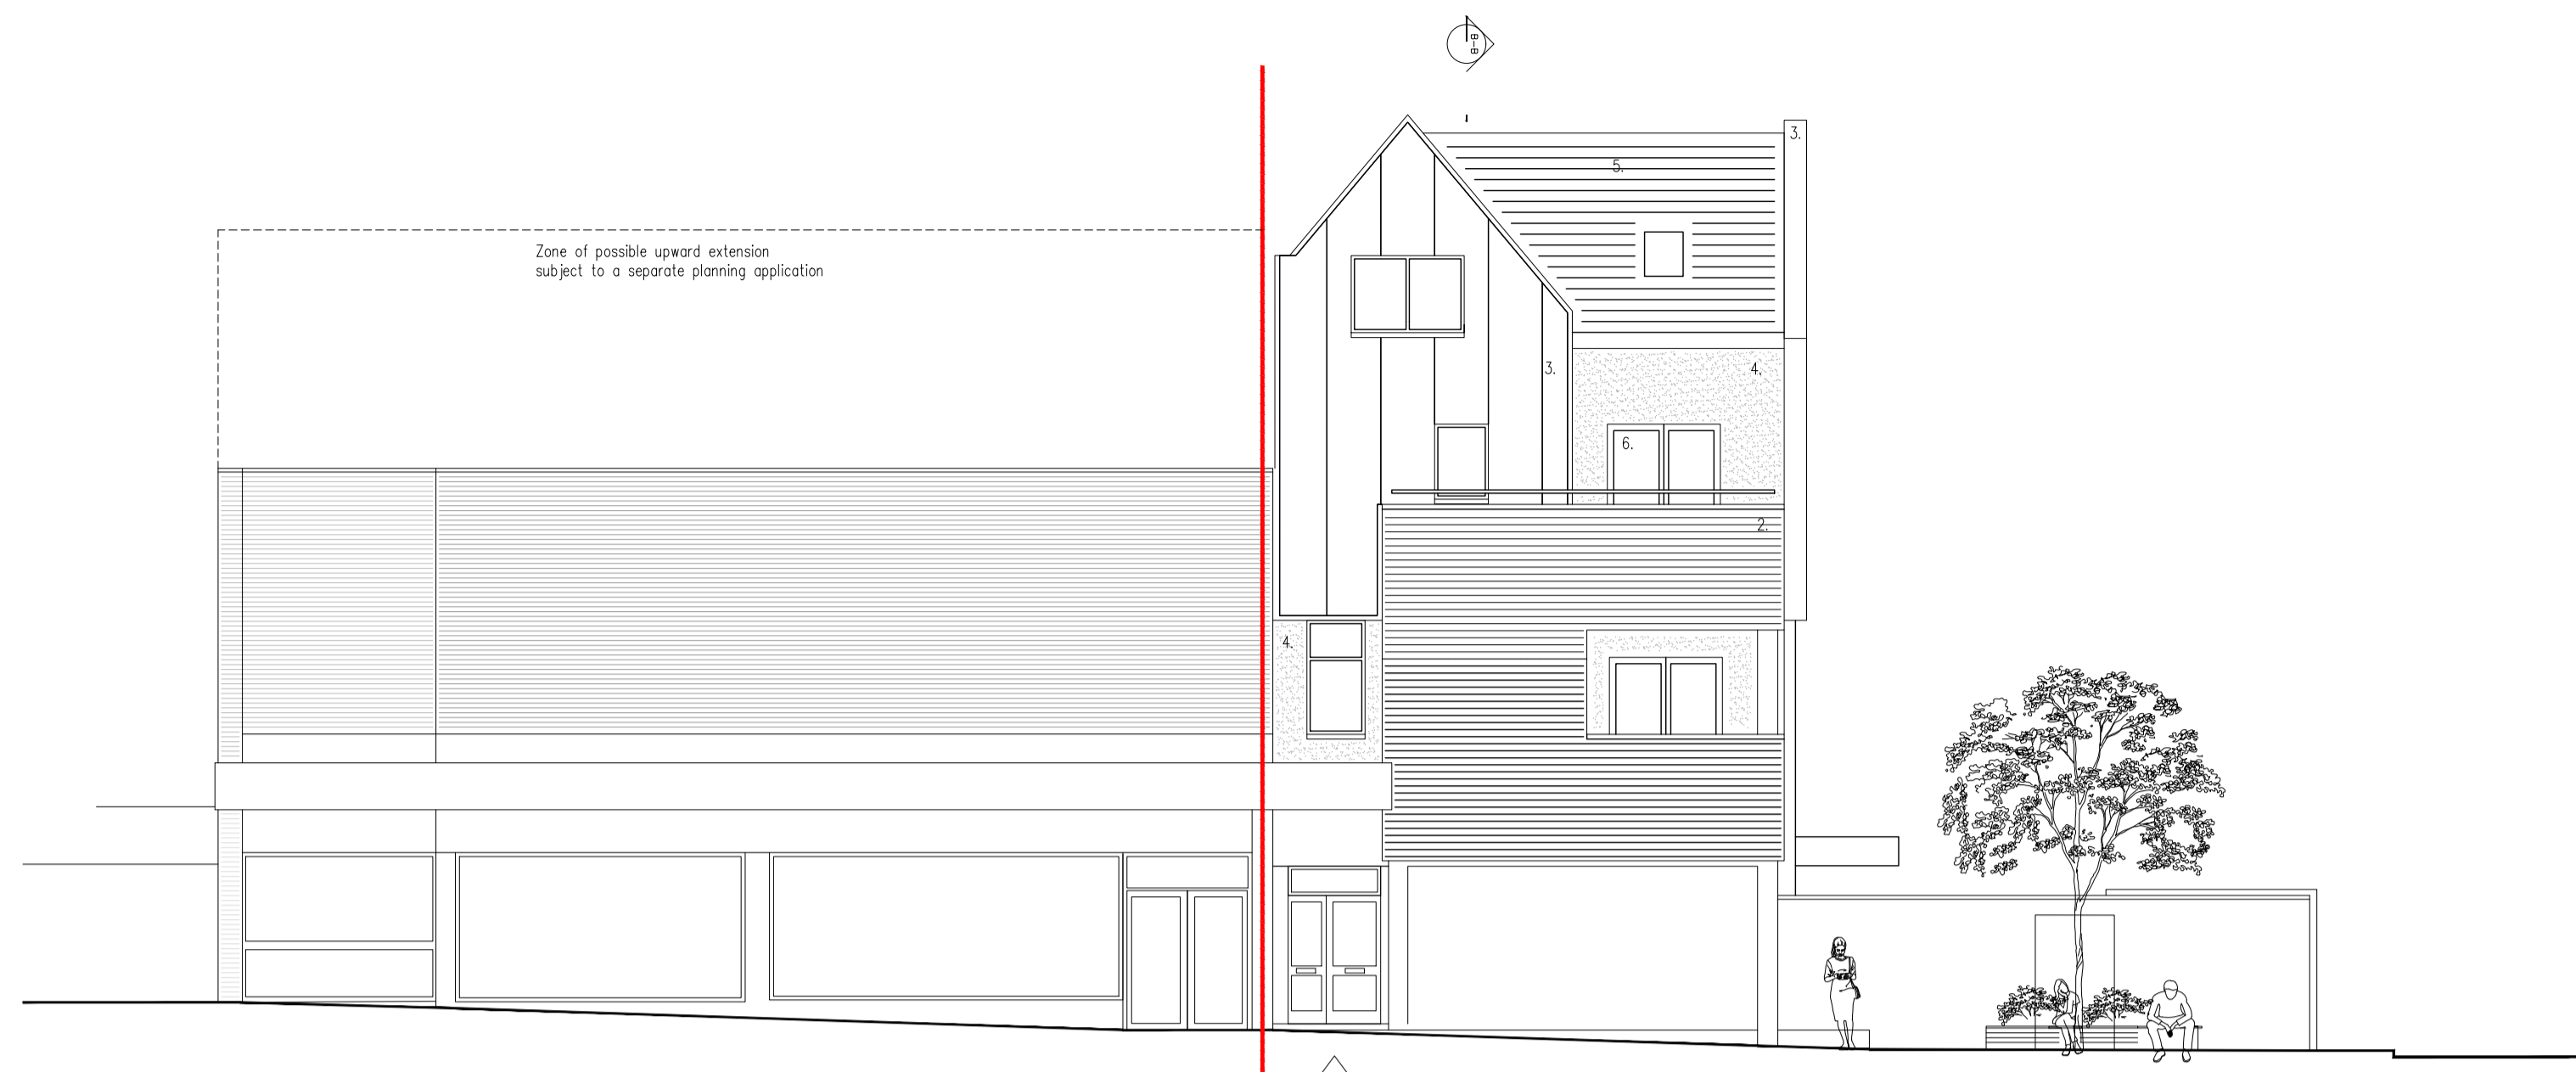 B-B
3.
5.
Zone of possible upward extension
subject to a separate planning application
3.
4.
6.
2.
4.